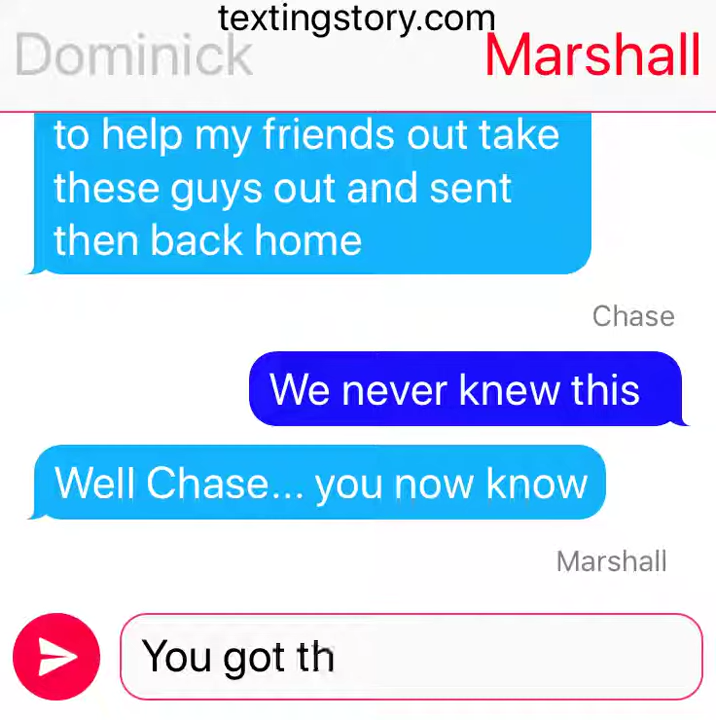 textingstory.com
Dominick
Marshall
to help my friends out take
these guys out and sent
then back home
Chase
We never knew this
Well Chase... you now know
Marshall
You got th